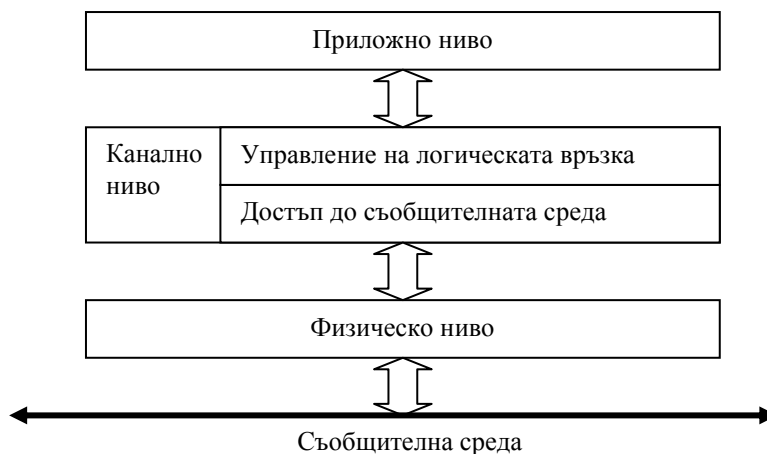 Приложно ниво
Канално
ниво
Управление на логическата връзка
Достъп до съобщителната среда
Физическо ниво
Съобщителна среда